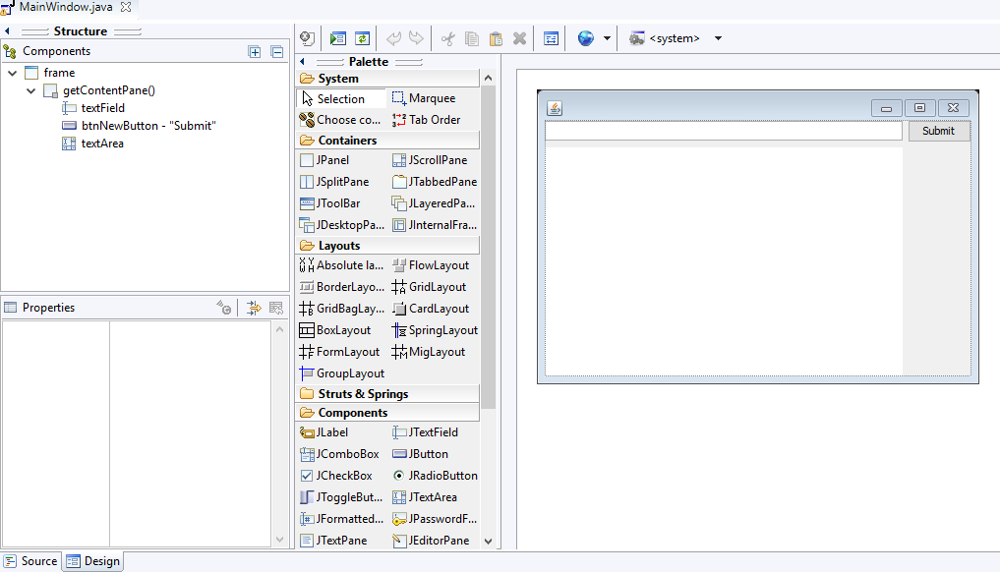 MainWindow.java
Structure
Components
frame
getContentPane()
textField
btnNewButton - "Submit"
textArea
Properties
<system>
Palette
System
Selection
Marquee
Choose co...
Tab Order
Containers
JPanel
JScrollPane
JSplitPane
JTabbedPane
JToolBar
JLayeredPa...
JDesktopPa...
JInternalFra...
Layouts
Absolute la...
FlowLayout
BorderLayo...
GridLayout
GridBagLay...
CardLayout
BoxLayout
SpringLayout
FormLayout
MigLayout
GroupLayout
Struts & Springs
Components
JLabel
JTextField
JComboBox
JButton
JCheckBox
JRadioButton
JToggleBut...
JTextArea
JFormatted...
JPasswordF...
JTextPane
JEditorPane
Submit
Source
Design